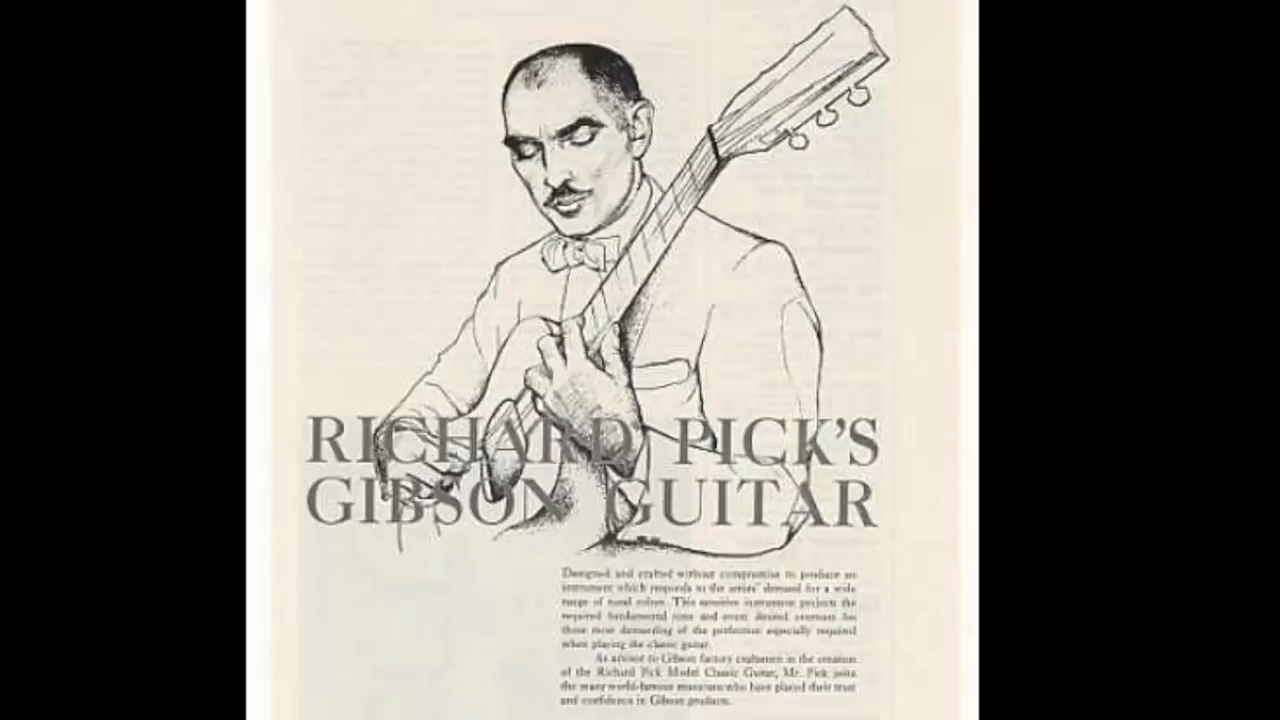 RICHARD PICK'S
GIBSON GUITAR
Designed and crafted without compromise to produce an
instrument which responds to the artists' demand for a wide
range of tonal colors. This sensitive instrument projects the
required fundamental tone and exact desired overtones for
those most demanding of the perfection especially required
when playing the classic guitar.
As advisor to Gibson factory craftsmen in the creation
of the Richard Pick Model Classic Guitar, Mr. Pick joins
the many world-famous musicians who have placed their trust
and confidence in Gibson products.